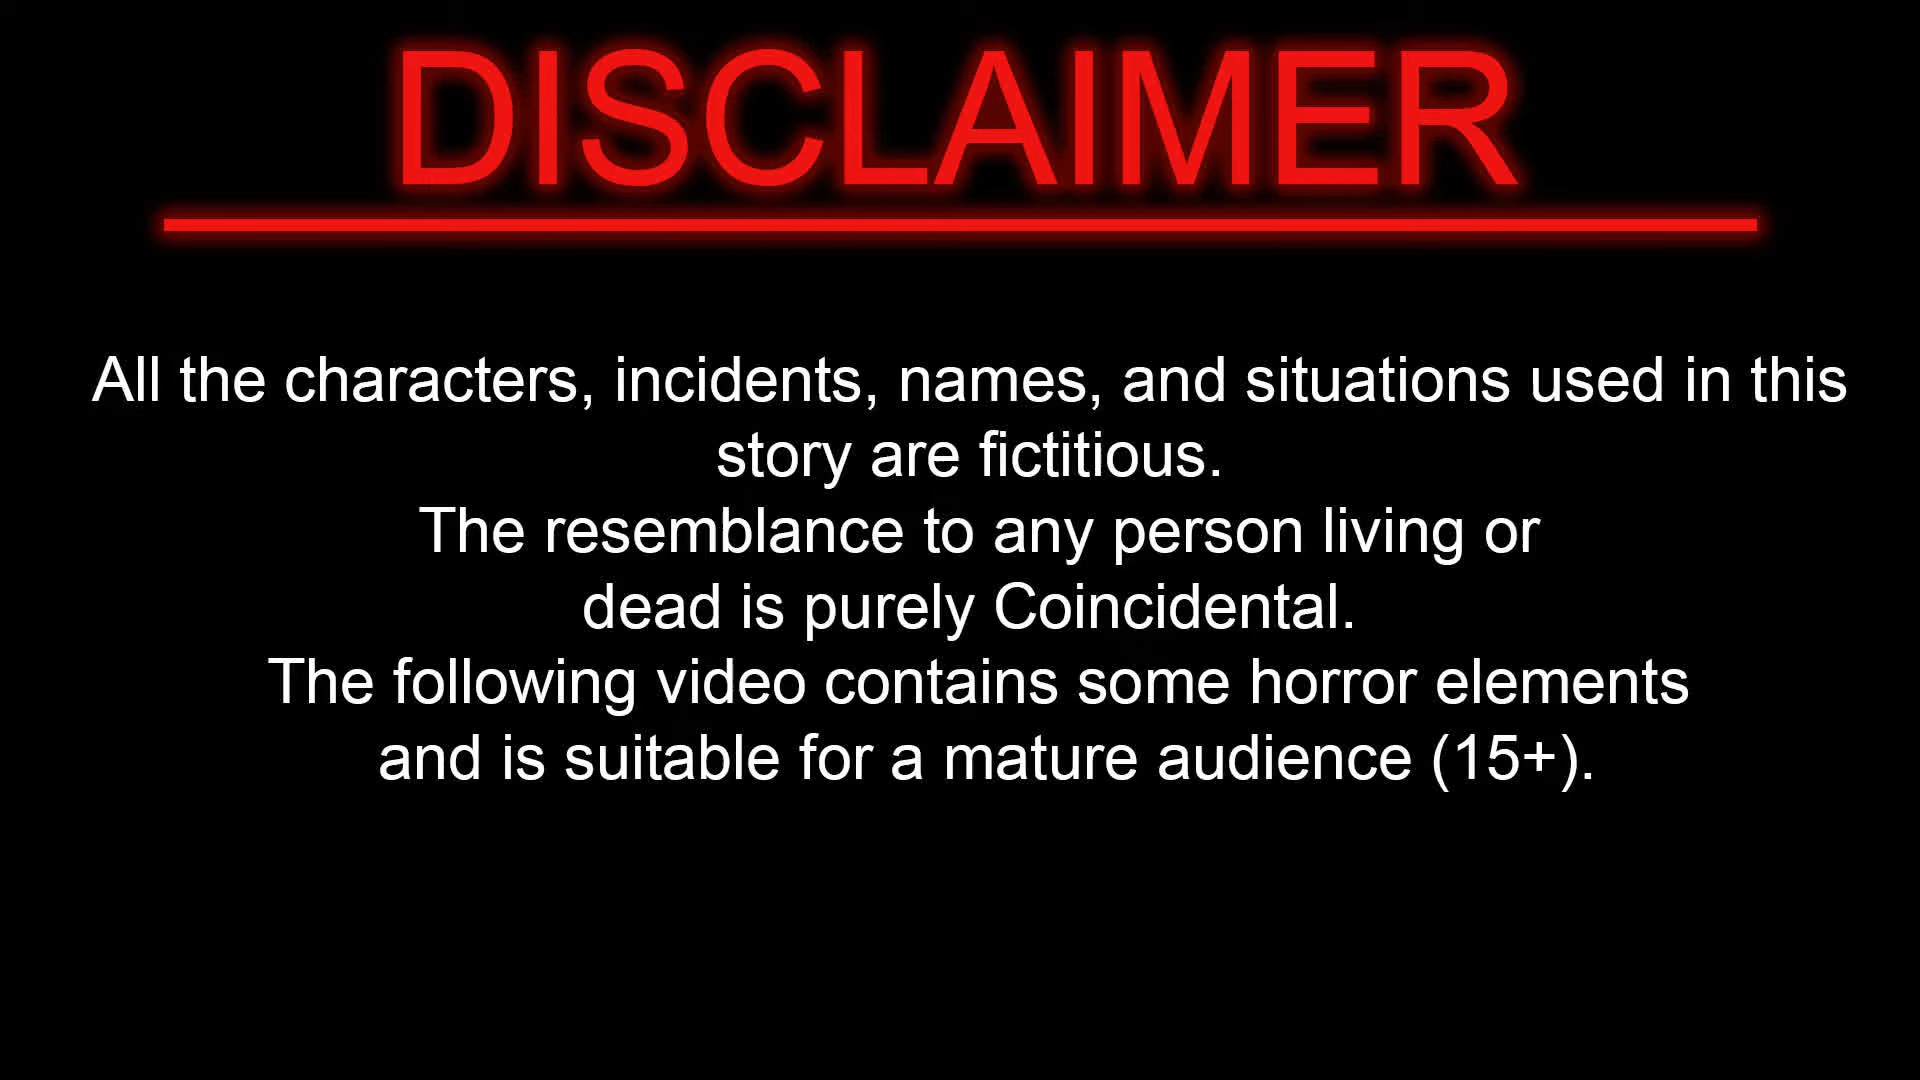 DISCLAIMER
All the characters, incidents, names, and situations used in this
story are fictitious.
The resemblance to any person living or
dead is purely Coincidental.
The following video contains some horror elements
and is suitable for a mature audience (15+).